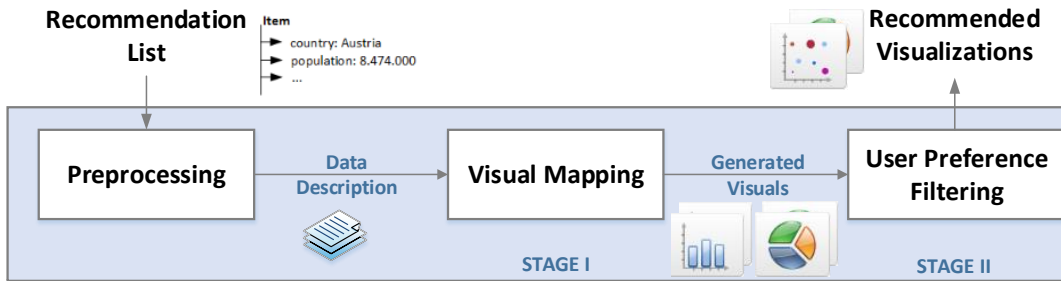 Recommendation
List
Item
country: Austria
population: 8.474.000
...
Recommended
Visualizations
Preprocessing
Data
Description
Visual Mapping
Generated
Visuals
User Preference
Filtering
STAGE I
STAGE II